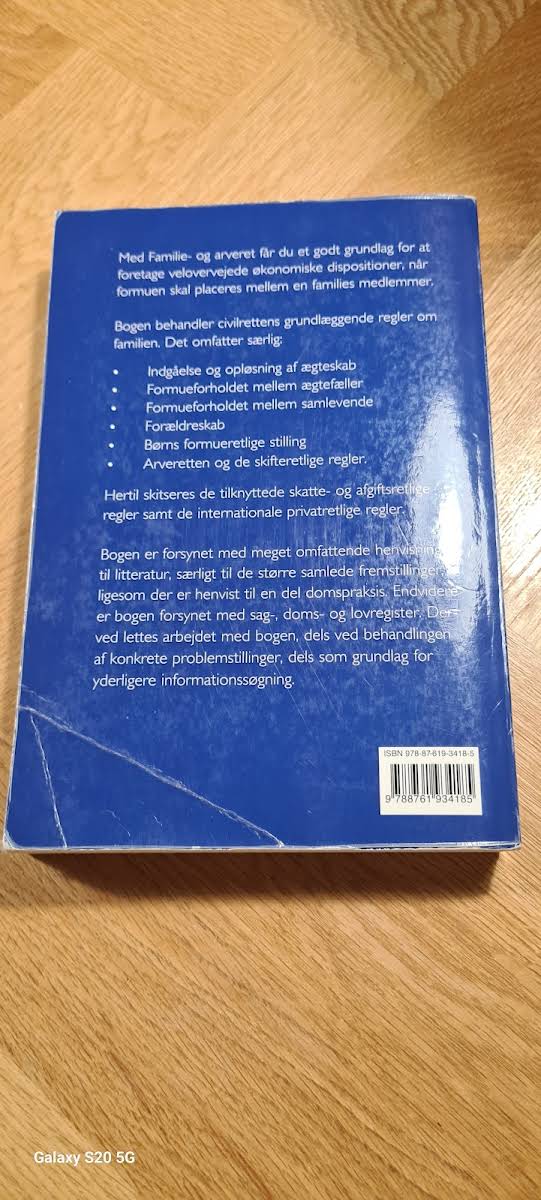 Med Familie- og arveret får du et godt grundlag for at
foretage velovervejede økonomiske dispositioner, når
formuen skal placeres mellem en families medlemmer.
Bogen behandler civilrettens grundlæggende regler om
familien. Det omfatter særlig:
• Indgåelse og opløsning af ægteskab
• Formueforholdet mellem ægtefæller
• Formueforholdet mellem samlevende
• Forældreskab
• Børns formueretlige stilling
• Arveretten og de skifteretlige regler.
Hertil skitseres de tilknyttede skatte- og afgiftsretlige
regler samt de internationale privatretlige regler.
Bogen er forsynet med meget omfattende henvisning
til litteratur, særligt til de større samlede fremstillinger,
ligesom der er henvist til en del domspraksis. Endvidere
er bogen forsynet med sag-, doms- og lovregister. Der-
ved lettes arbejdet med bogen, dels ved behandlingen
af konkrete problemstillinger, dels som grundlag for
yderligere informationssøgning.
ISBN 978-87-619-3418-5
9 788761 934185
Galaxy S20 5G